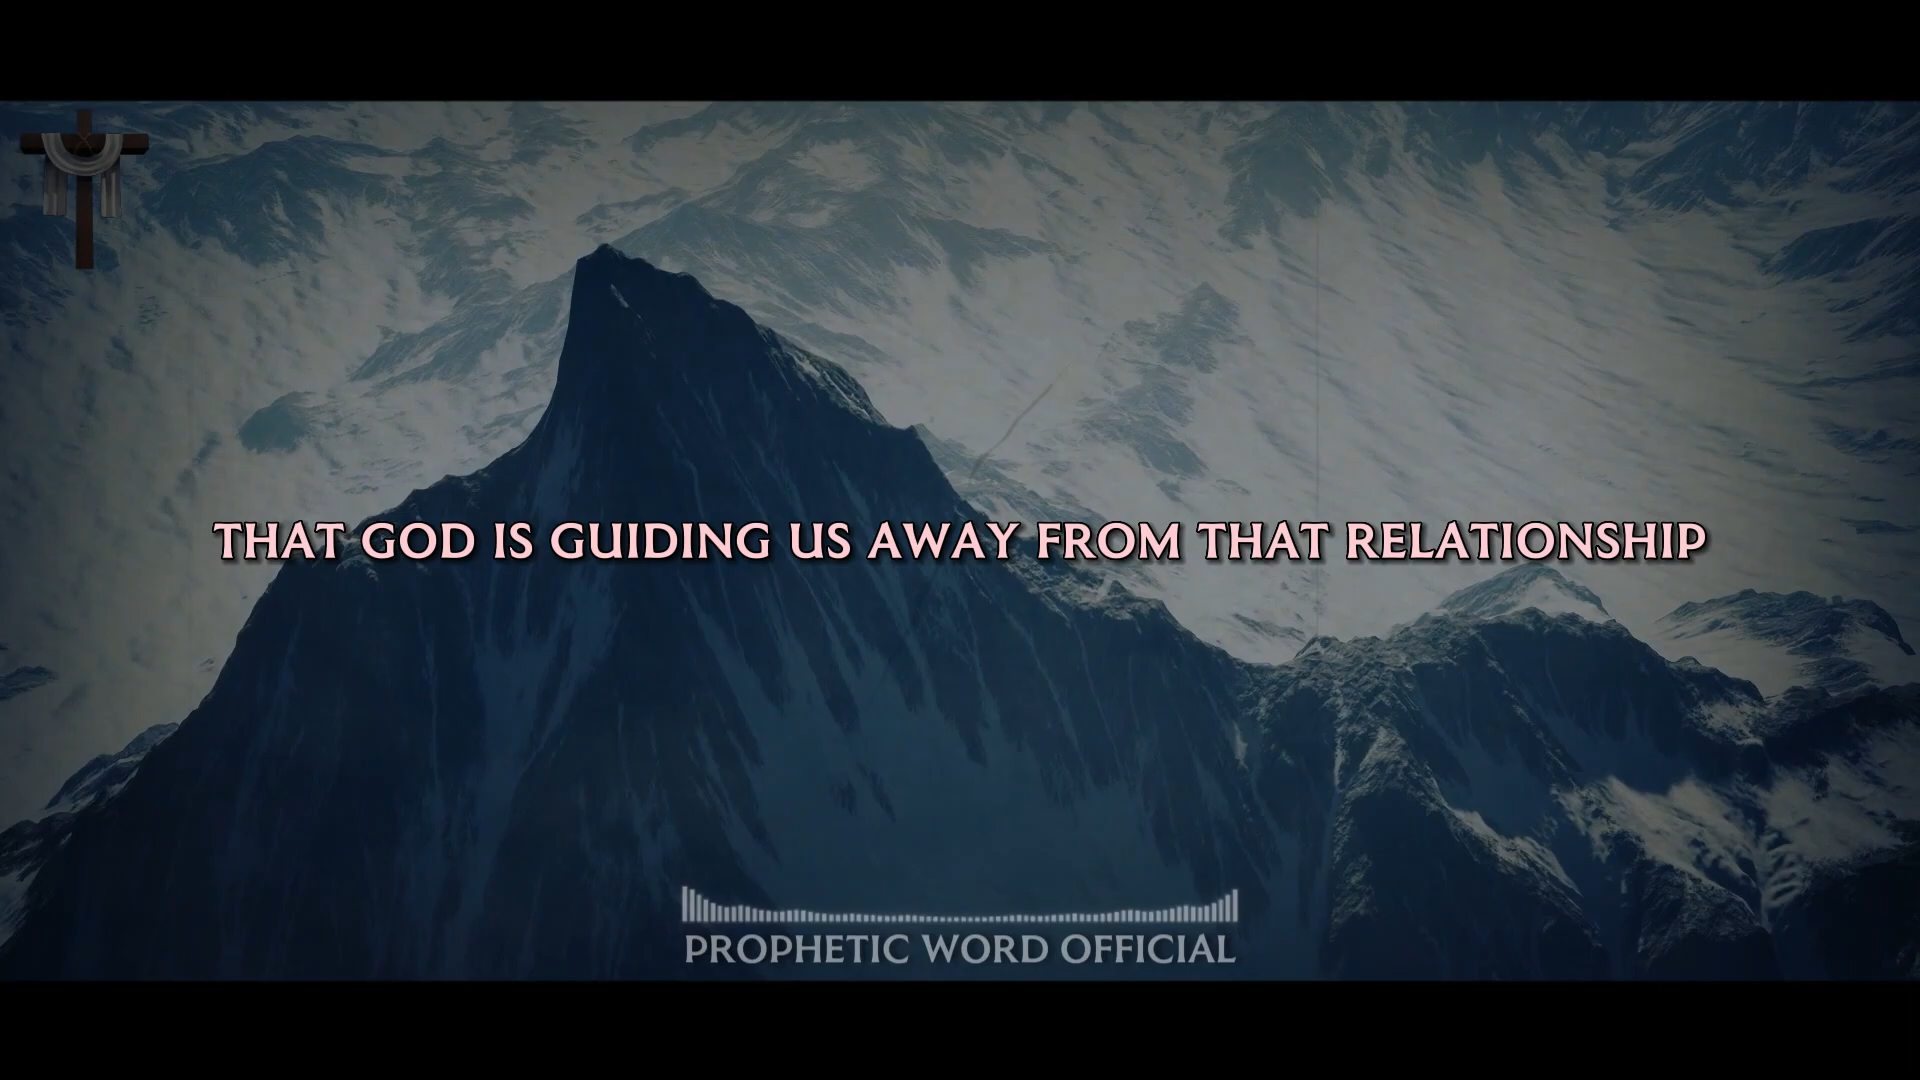 THAT GOD IS GUIDING US AWAY FROM THAT RELATIONSHIP
PROPHETIC WORD OFFICIAL